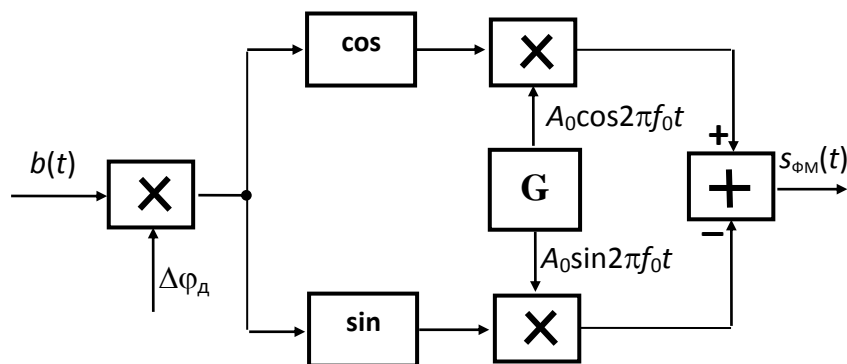 cos
×
A₀cos2πf₀t
+
b(t)
×
G
+
s_ФМ(t)
−
Δφ_д
A₀sin2πf₀t
sin
×